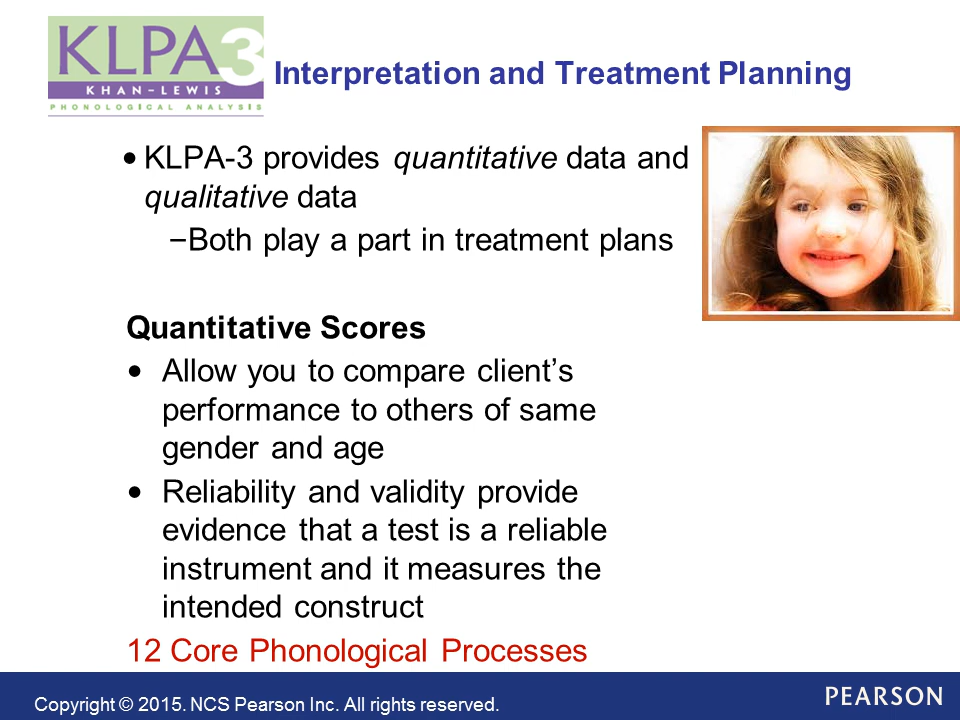 KLPA3
KHAN-LEWIS
PHONOLOGICAL ANALYSIS
Interpretation and Treatment Planning
• KLPA-3 provides quantitative data and
qualitative data
–Both play a part in treatment plans
Quantitative Scores
• Allow you to compare client’s
performance to others of same
gender and age
• Reliability and validity provide
evidence that a test is a reliable
instrument and it measures the
intended construct
12 Core Phonological Processes
Copyright © 2015. NCS Pearson Inc. All rights reserved.
PEARSON